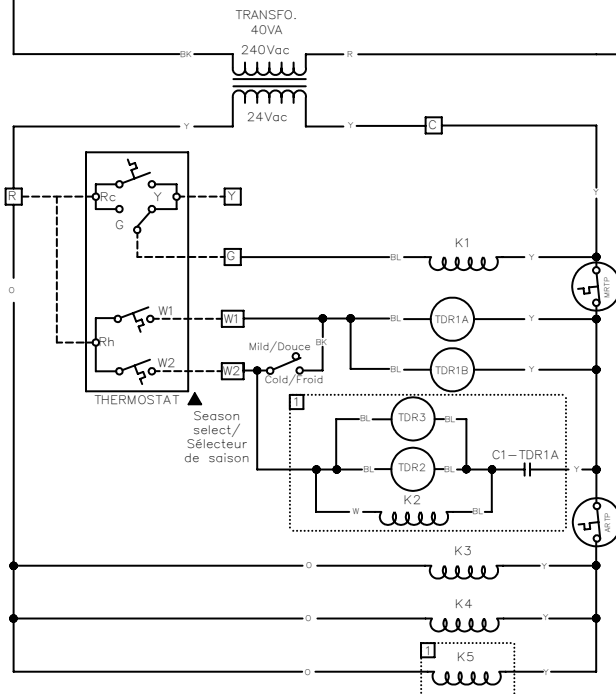 TRANSFO.
40VA
BK
240Vac
R
Y
24Vac
Y
C
R
Rc
Y
Y
Y
G
G
BL
K1
Y
MRTP
O
W1
W1
BL
TDR1A
Y
Rh
Mild/Douce
BK
W2
W2
Cold/Froid
BL
TDR1B
Y
THERMOSTAT
Season
select/
Sélecteur
de saison
1
BL
TDR3
BL
C1-TDR1A
BL
TDR2
BL
Y
K2
W
BL
ARTP
K3
O
Y
K4
O
Y
1
K5
O
Y